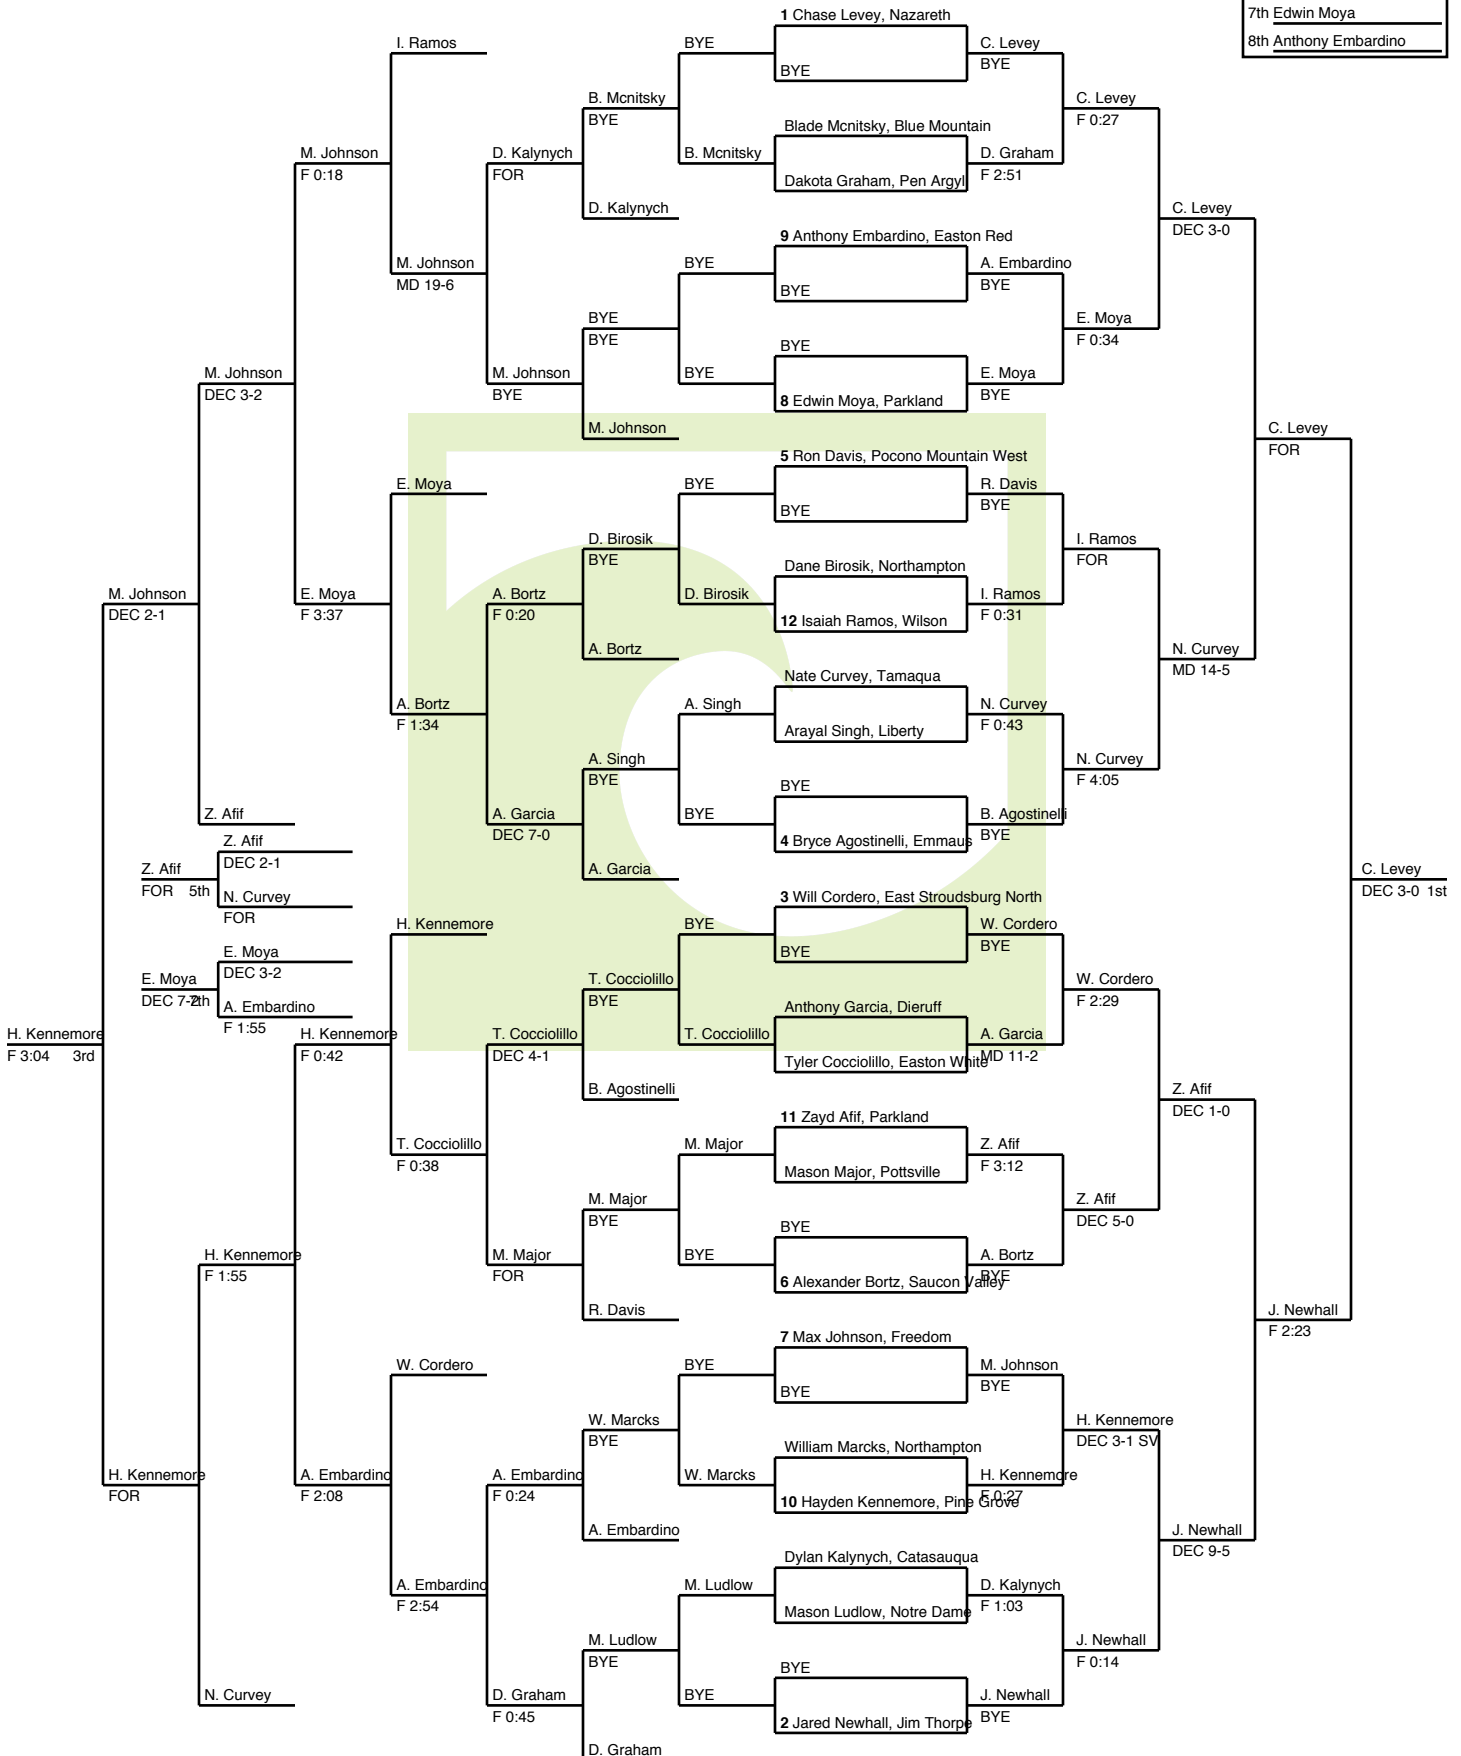 7th Edwin Moya
8th Anthony Embardino
1 Chase Levey, Nazareth
I. Ramos
BYE
C. Levey
BYE
BYE
B. Mcnitsky
BYE
C. Levey
F 0:27
Blade Mcnitsky, Blue Mountain
M. Johnson
F 0:18
D. Kalynych
FOR
B. Mcnitsky
D. Graham
F 2:51
Dakota Graham, Pen Argyl
D. Kalynych
C. Levey
DEC 3-0
9 Anthony Embardino, Easton Red
M. Johnson
MD 19-6
BYE
A. Embardino
BYE
BYE
BYE
BYE
E. Moya
F 0:34
BYE
M. Johnson
DEC 3-2
M. Johnson
BYE
BYE
E. Moya
BYE
8 Edwin Moya, Parkland
M. Johnson
C. Levey
FOR
5 Ron Davis, Pocono Mountain West
E. Moya
BYE
R. Davis
BYE
BYE
D. Birosik
BYE
I. Ramos
FOR
Dane Birosik, Northampton
M. Johnson
DEC 2-1
E. Moya
F 3:37
A. Bortz
F 0:20
D. Birosik
I. Ramos
F 0:31
12 Isaiah Ramos, Wilson
A. Bortz
N. Curvey
MD 14-5
Nate Curvey, Tamaqua
A. Bortz
F 1:34
A. Singh
N. Curvey
F 0:43
Arayal Singh, Liberty
A. Singh
BYE
N. Curvey
F 4:05
BYE
Z. Afif
A. Garcia
DEC 7-0
BYE
B. Agostinelli
BYE
4 Bryce Agostinelli, Emmaus
Z. Afif
DEC 2-1
Z. Afif
FOR 5th
A. Garcia
C. Levey
DEC 3-0 1st
N. Curvey
FOR
3 Will Cordero, East Stroudsburg North
H. Kennemore
BYE
W. Cordero
BYE
BYE
E. Moya
DEC 3-2
E. Moya
DEC 7-2 7th
T. Cocciolillo
BYE
W. Cordero
F 2:29
A. Embardino
F 1:55
Anthony Garcia, Dieruff
H. Kennemore
F 3:04 3rd
H. Kennemore
F 0:42
T. Cocciolillo
DEC 4-1
T. Cocciolillo
A. Garcia
MD 11-2
Tyler Cocciolillo, Easton White
B. Agostinelli
Z. Afif
DEC 1-0
11 Zayd Afif, Parkland
T. Cocciolillo
F 0:38
M. Major
Z. Afif
F 3:12
Mason Major, Pottsville
M. Major
BYE
Z. Afif
DEC 5-0
BYE
H. Kennemore
F 1:55
M. Major
FOR
BYE
A. Bortz
BYE
6 Alexander Bortz, Saucon Valley
R. Davis
J. Newhall
F 2:23
7 Max Johnson, Freedom
W. Cordero
BYE
M. Johnson
BYE
BYE
W. Marcks
BYE
H. Kennemore
DEC 3-1 SV
William Marcks, Northampton
H. Kennemore
FOR
A. Embardino
F 2:08
A. Embardino
F 0:24
W. Marcks
H. Kennemore
F 0:27
10 Hayden Kennemore, Pine Grove
A. Embardino
J. Newhall
DEC 9-5
Dylan Kalynych, Catasauqua
A. Embardino
F 2:54
M. Ludlow
D. Kalynych
F 1:03
Mason Ludlow, Notre Dame
M. Ludlow
BYE
J. Newhall
F 0:14
BYE
N. Curvey
D. Graham
F 0:45
BYE
J. Newhall
BYE
2 Jared Newhall, Jim Thorpe
D. Graham